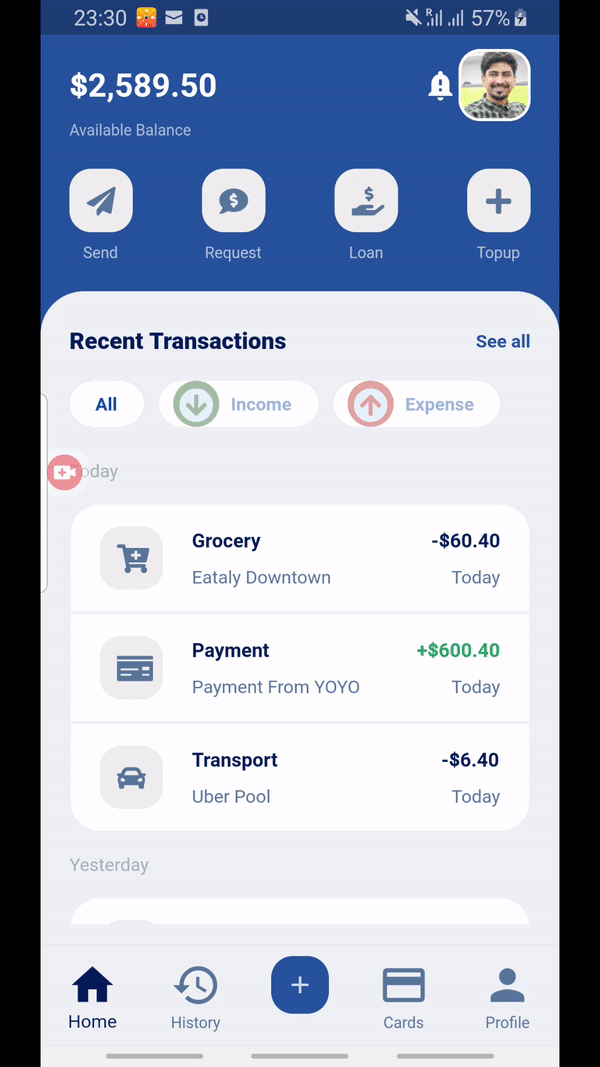 23:30 R 57%
$2,589.50
Available Balance
Send Request Loan Topup
Recent Transactions See all
All Income Expense
Today
Grocery -$60.40
Eataly Downtown Today
Payment +$600.40
Payment From YOYO Today
Transport -$6.40
Uber Pool Today
Yesterday
Home History Cards Profile